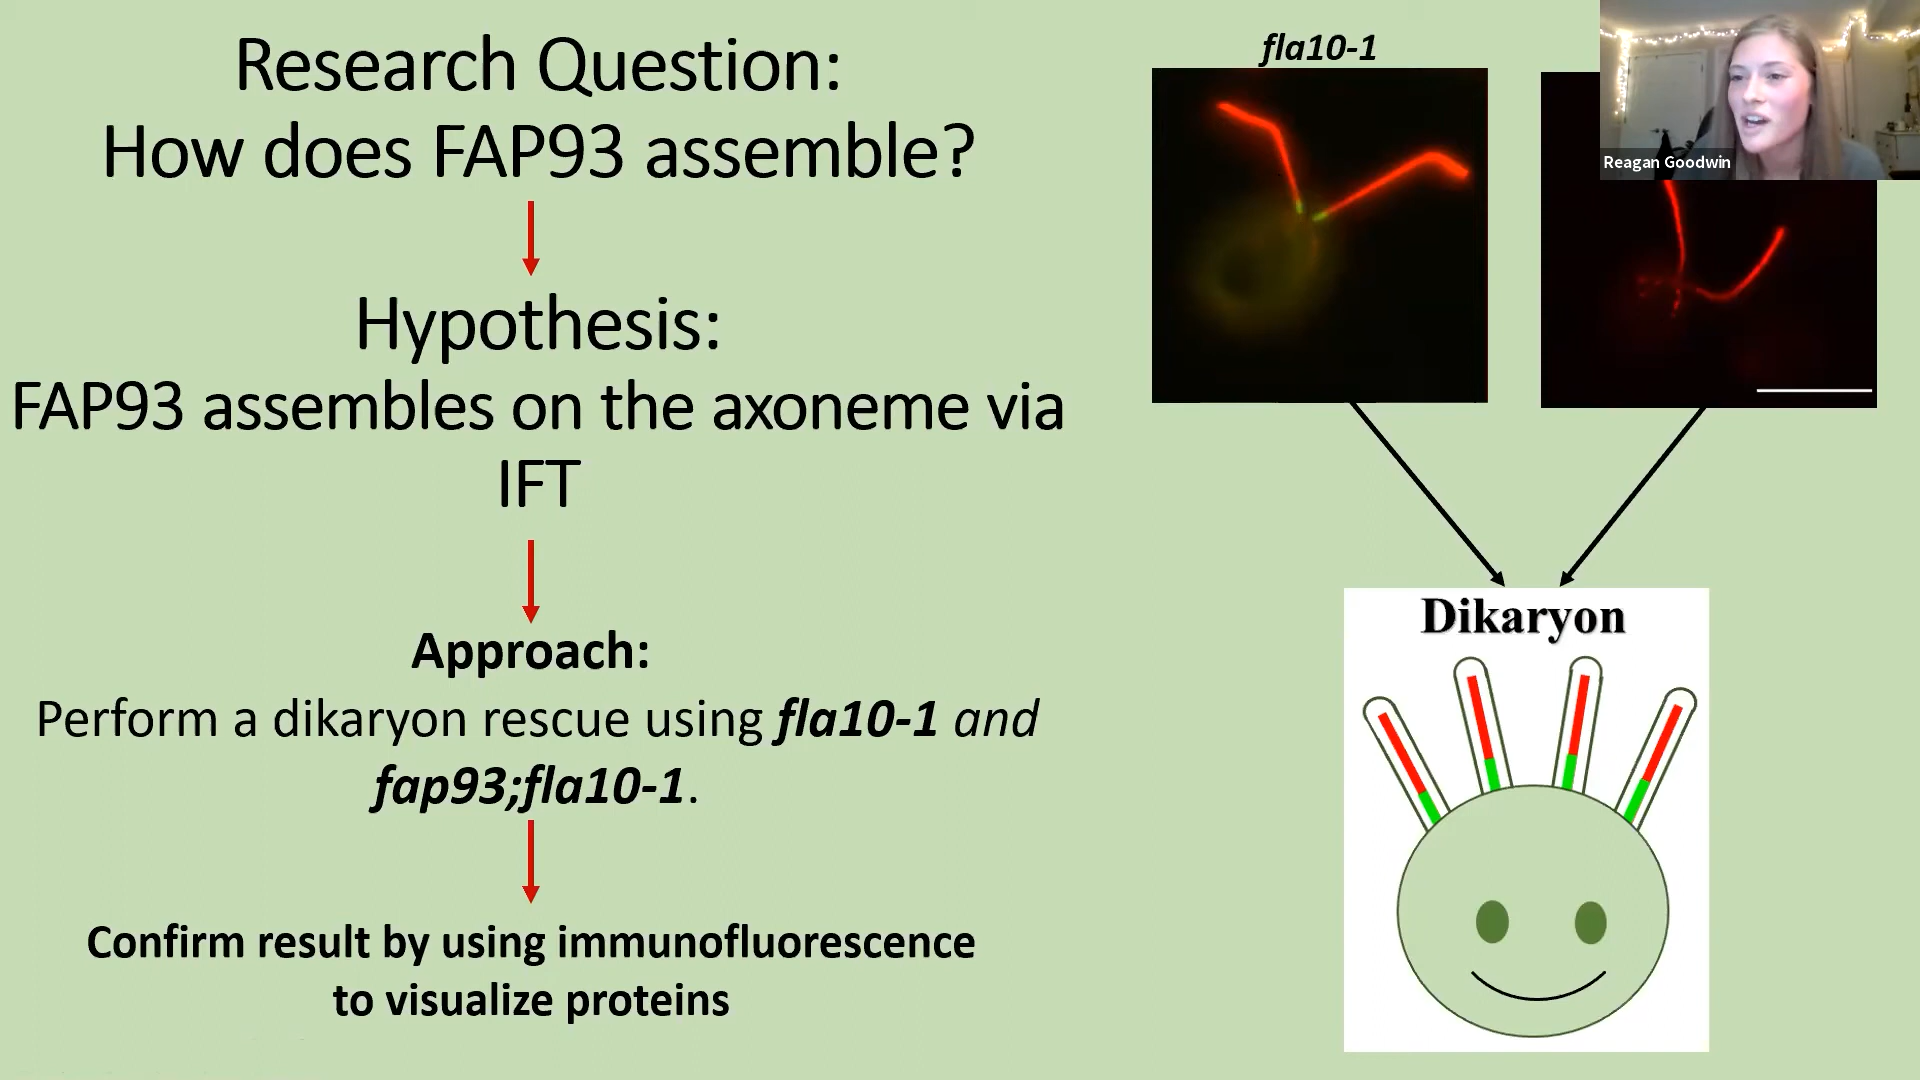 Research Question:
How does FAP93 assemble?
Hypothesis:
FAP93 assembles on the axoneme via
IFT
Approach:
Perform a dikaryon rescue using fla10-1 and
fap93;fla10-1.
Confirm result by using immunofluorescence
to visualize proteins
fla10-1
Reagan Goodwin
Dikaryon